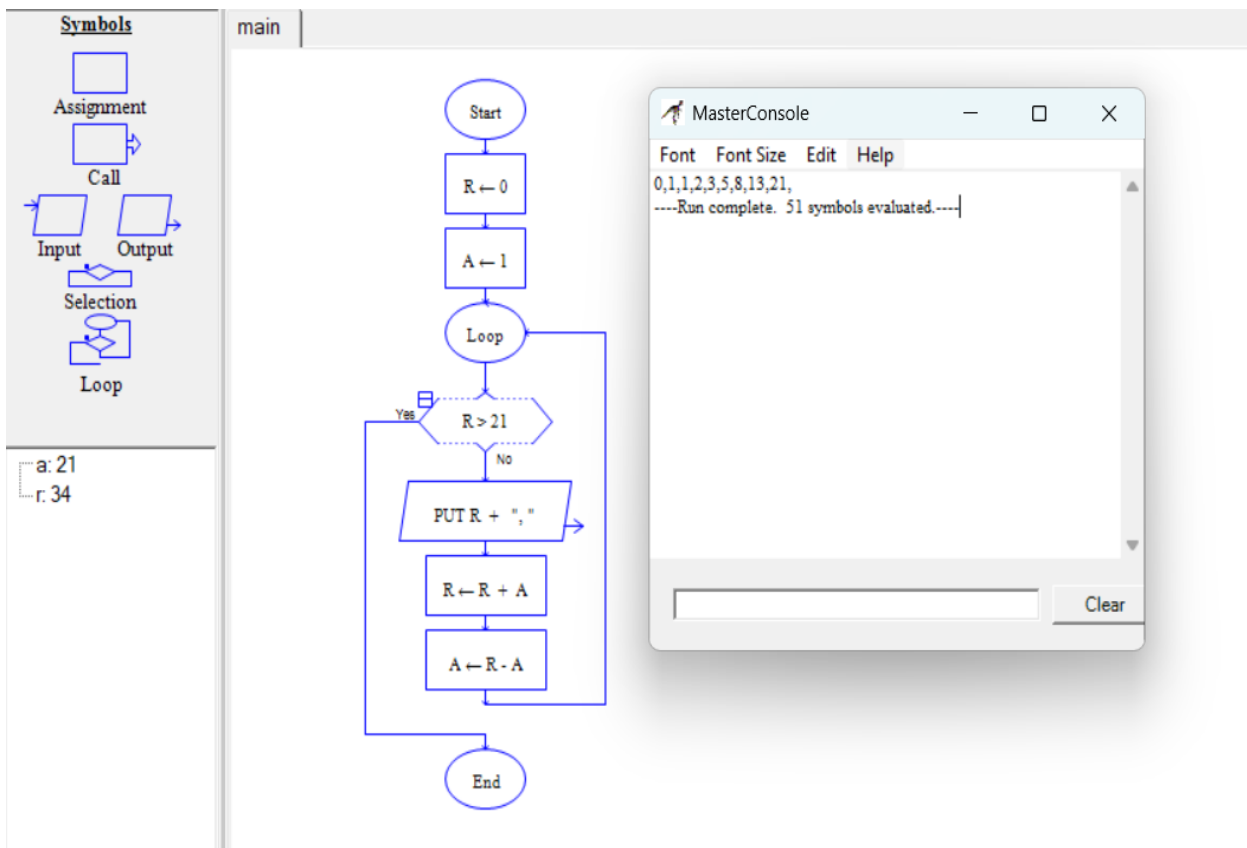 Symbols
Assignment
Call
Input
Output
Selection
Loop
a: 21
r: 34
main
Start
R ← 0
A ← 1
Loop
R > 21
Yes
No
PUT R + ", "
R ← R + A
A ← R - A
End
MasterConsole
Font Font Size Edit Help
0,1,1,2,3,5,8,13,21,
----Run complete. 51 symbols evaluated.----
Clear